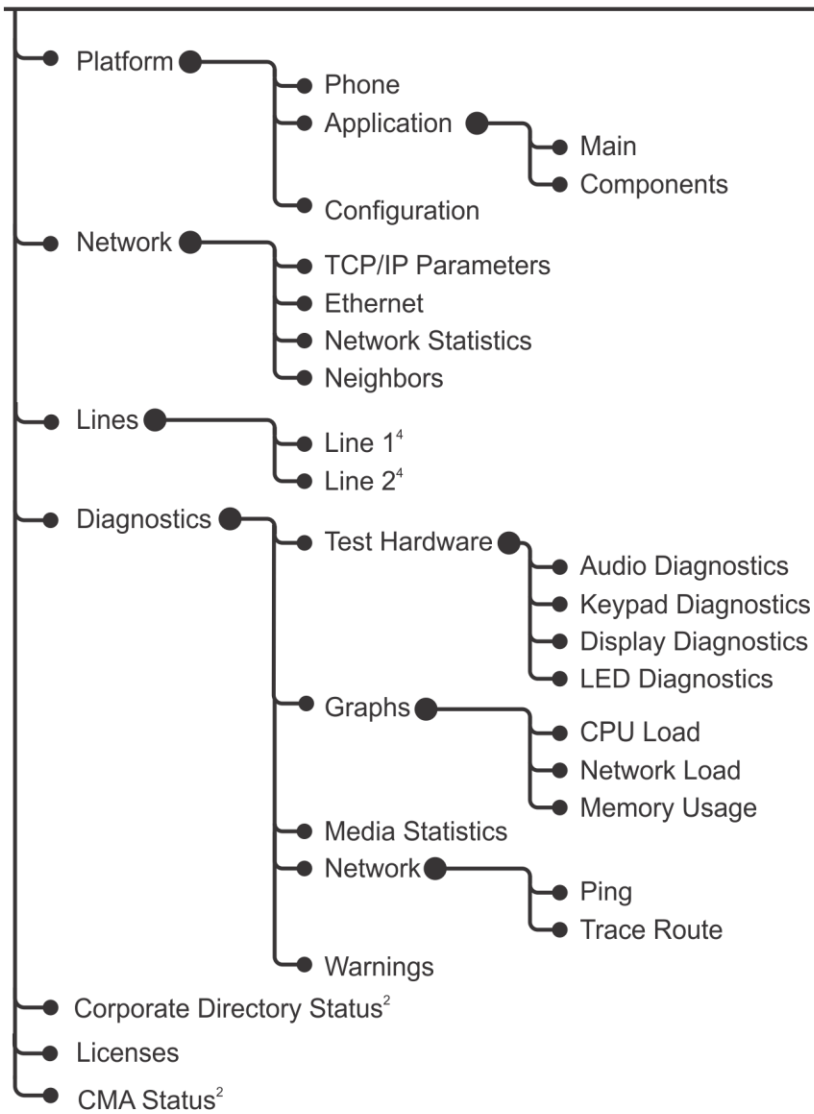 Platform
Phone
Application
Main
Components
Configuration
Network
TCP/IP Parameters
Ethernet
Network Statistics
Neighbors
Lines
Line 1⁴
Line 2⁴
Diagnostics
Test Hardware
Audio Diagnostics
Keypad Diagnostics
Display Diagnostics
LED Diagnostics
Graphs
CPU Load
Network Load
Memory Usage
Media Statistics
Network
Ping
Trace Route
Warnings
Corporate Directory Status²
Licenses
CMA Status²